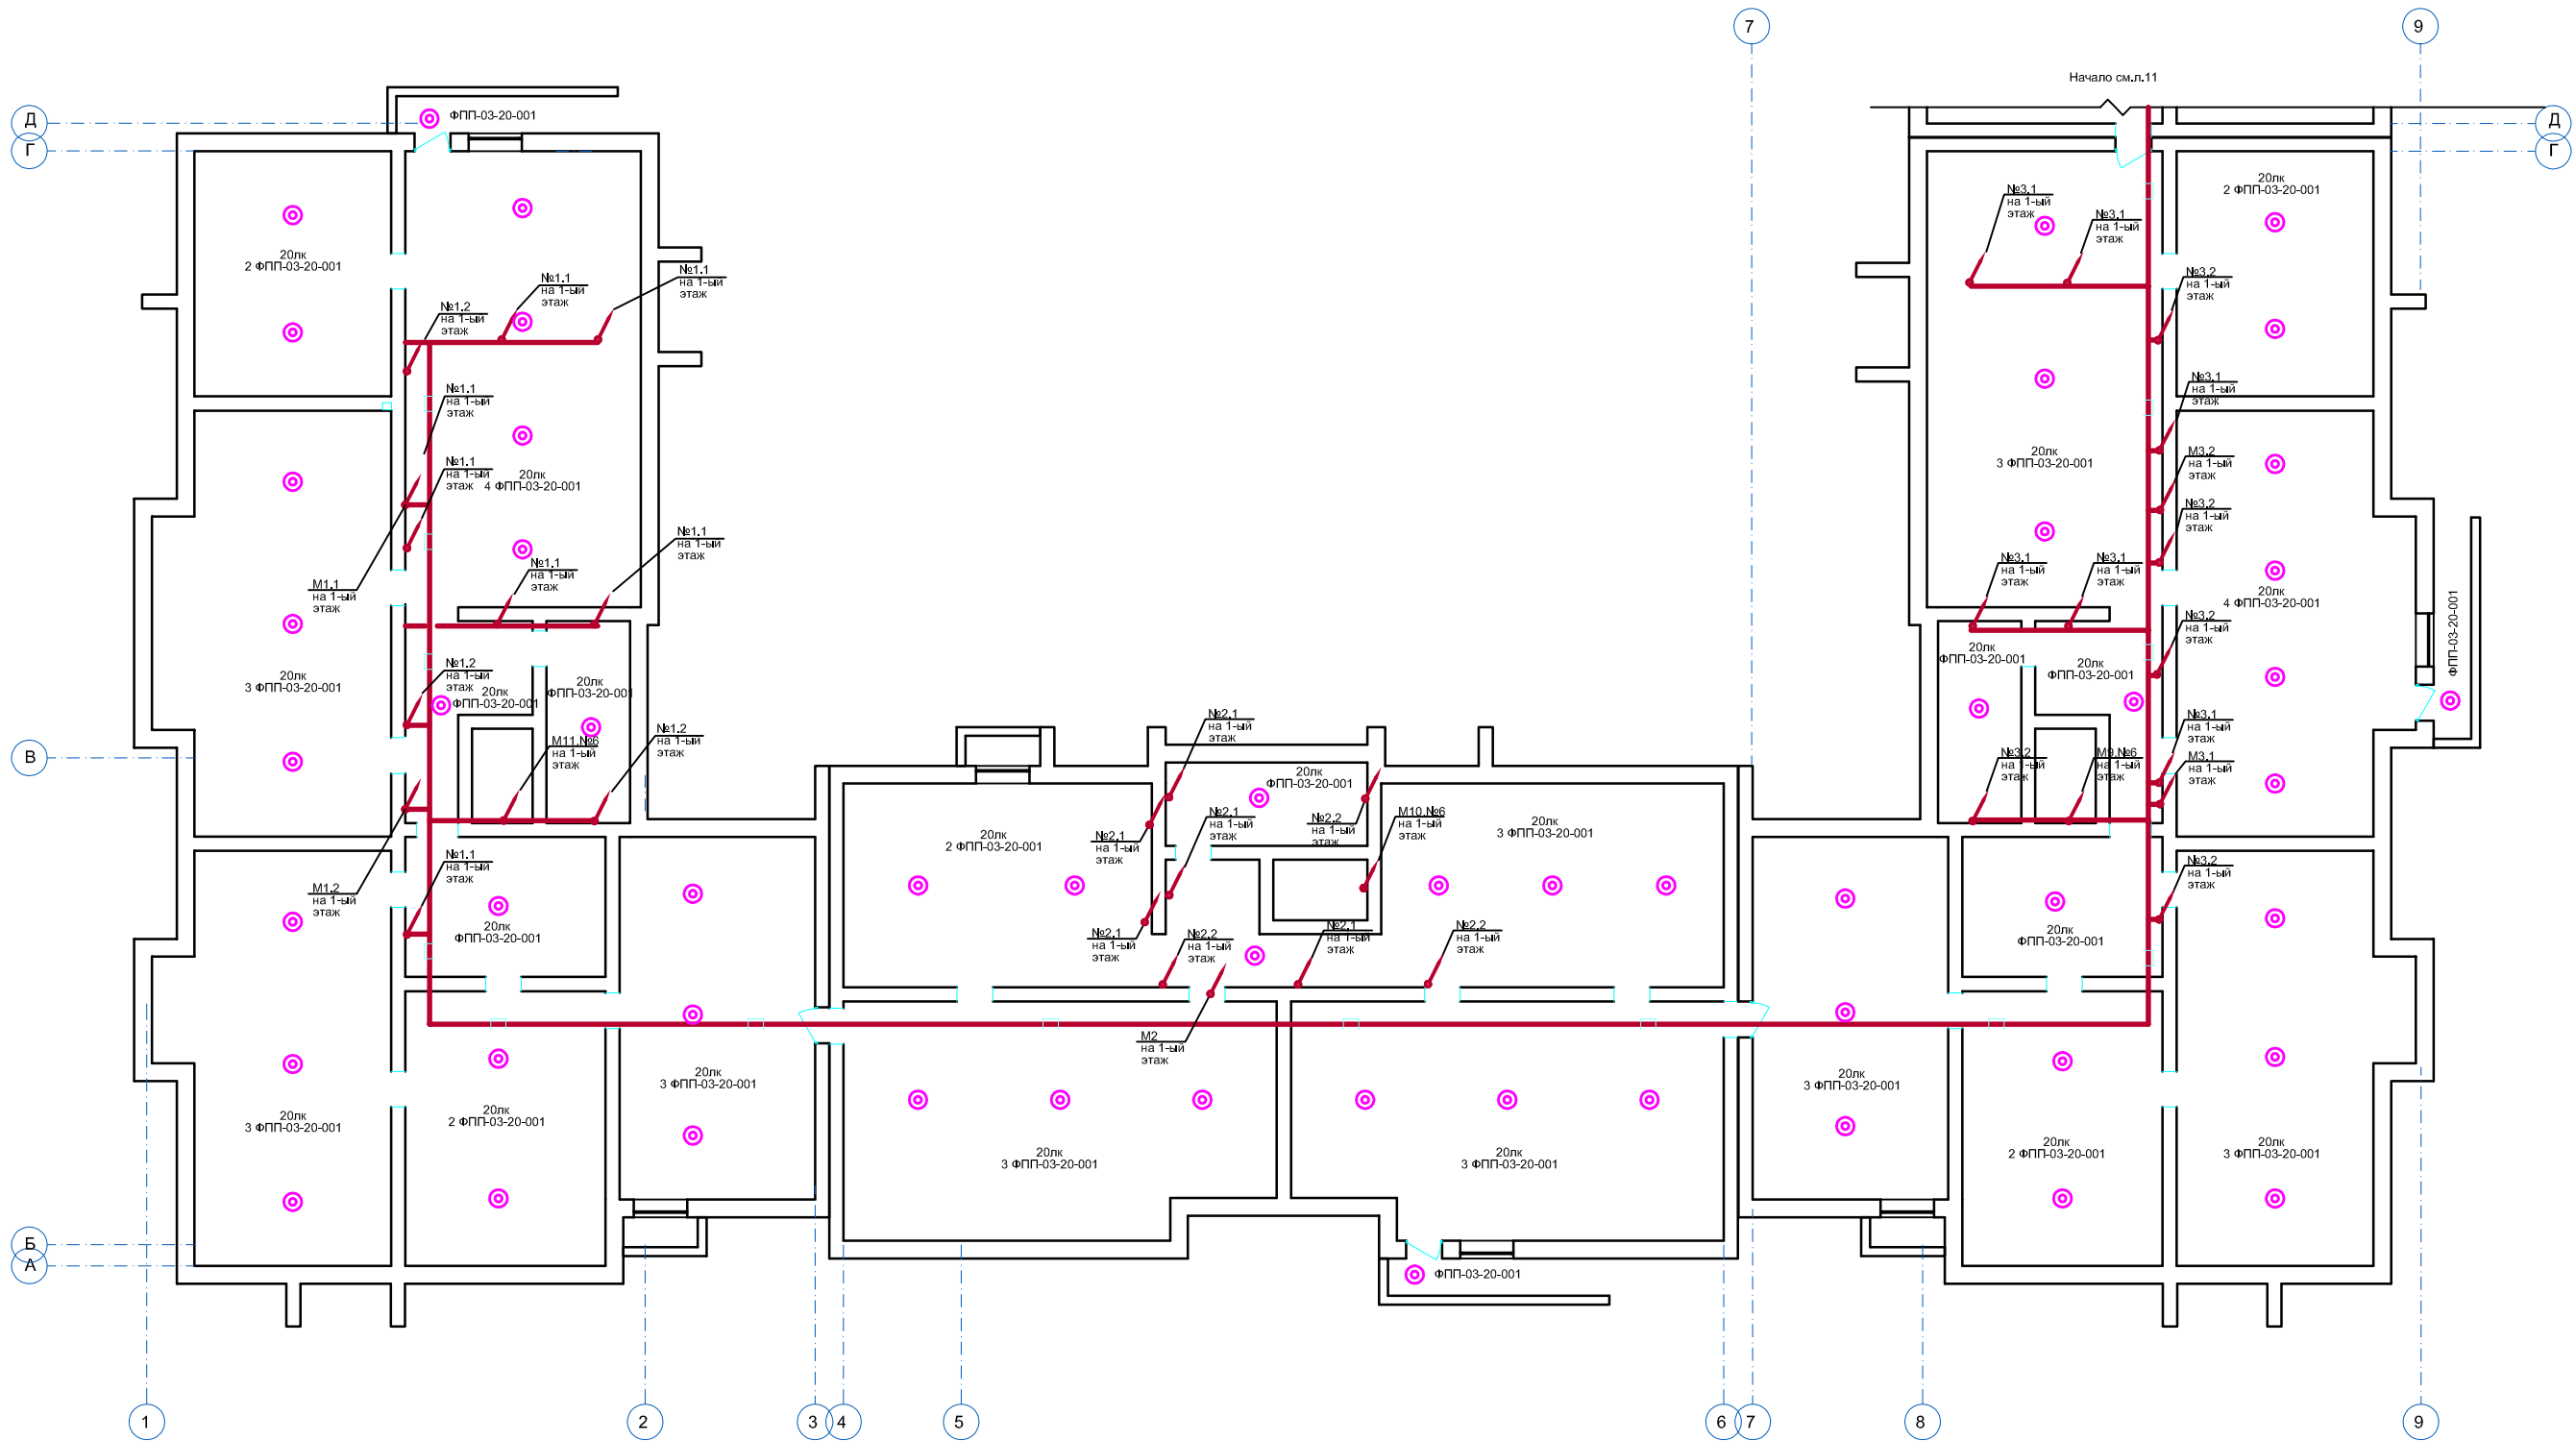 7
9
Начало см.л.11
Д
Г
ФПП-03-20-001
Д
Г
20лк
2 ФПП-03-20-001
№1.2
на 1-ый
этаж
№1.1
на 1-ый
этаж
№1.1
на 1-ый
этаж
№1.1
на 1-ый
этаж
№1.1
на 1-ый
этаж
20лк
4 ФПП-03-20-001
М1.1
на 1-ый
этаж
№1.1
на 1-ый
этаж
№1.1
на 1-ый
этаж
20лк
3 ФПП-03-20-001
№1.2
на 1-ый
этаж
20лк
ФПП-03-20-001
20лк
ФПП-03-20-001
М11.№6
на 1-ый
этаж
№1.2
на 1-ый
этаж
В
М1.2
на 1-ый
этаж
№1.1
на 1-ый
этаж
20лк
ФПП-03-20-001
20лк
3 ФПП-03-20-001
20лк
2 ФПП-03-20-001
20лк
3 ФПП-03-20-001
№2.1
на 1-ый
этаж
20лк
ФПП-03-20-001
20лк
2 ФПП-03-20-001
№2.1
на 1-ый
этаж
№2.1
на 1-ый
этаж
№2.2
на 1-ый
этаж
М10.№6
на 1-ый
этаж
20лк
3 ФПП-03-20-001
№2.1
на 1-ый
этаж
№2.2
на 1-ый
этаж
№2.1
на 1-ый
этаж
№2.2
на 1-ый
этаж
М2
на 1-ый
этаж
20лк
3 ФПП-03-20-001
20лк
3 ФПП-03-20-001
ФПП-03-20-001
№3.1
на 1-ый
этаж
№3.1
на 1-ый
этаж
20лк
2 ФПП-03-20-001
№3.2
на 1-ый
этаж
№3.1
на 1-ый
этаж
20лк
3 ФПП-03-20-001
М3.2
на 1-ый
этаж
№3.2
на 1-ый
этаж
№3.1
на 1-ый
этаж
№3.1
на 1-ый
этаж
20лк
4 ФПП-03-20-001
№3.2
на 1-ый
этаж
ФПП-03-20-001
20лк
ФПП-03-20-001
20лк
ФПП-03-20-001
№3.1
на 1-ый
этаж
№3.2
на 1-ый
этаж
М9.№6
на 1-ый
этаж
М3.1
на 1-ый
этаж
№3.2
на 1-ый
этаж
20лк
ФПП-03-20-001
20лк
3 ФПП-03-20-001
20лк
2 ФПП-03-20-001
20лк
3 ФПП-03-20-001
Б
А
1
2
3
4
5
6
7
8
9